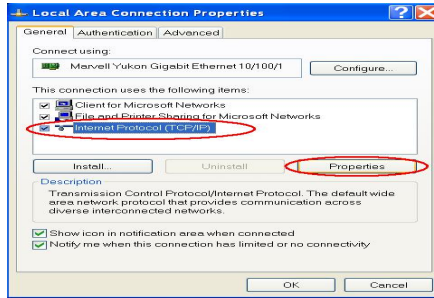 Local Area Connection Properties
General Authentication Advanced
Connect using:
Marvell Yukon Gigabit Ethernet 10/100/1 Configure...
This connection uses the following items:
Client for Microsoft Networks
File and Printer Sharing for Microsoft Networks
Internet Protocol (TCP/IP)
Install... Uninstall Properties
Description
Transmission Control Protocol/Internet Protocol. The default wide
area network protocol that provides communication across
diverse interconnected networks.
Show icon in notification area when connected
Notify me when this connection has limited or no connectivity
OK Cancel